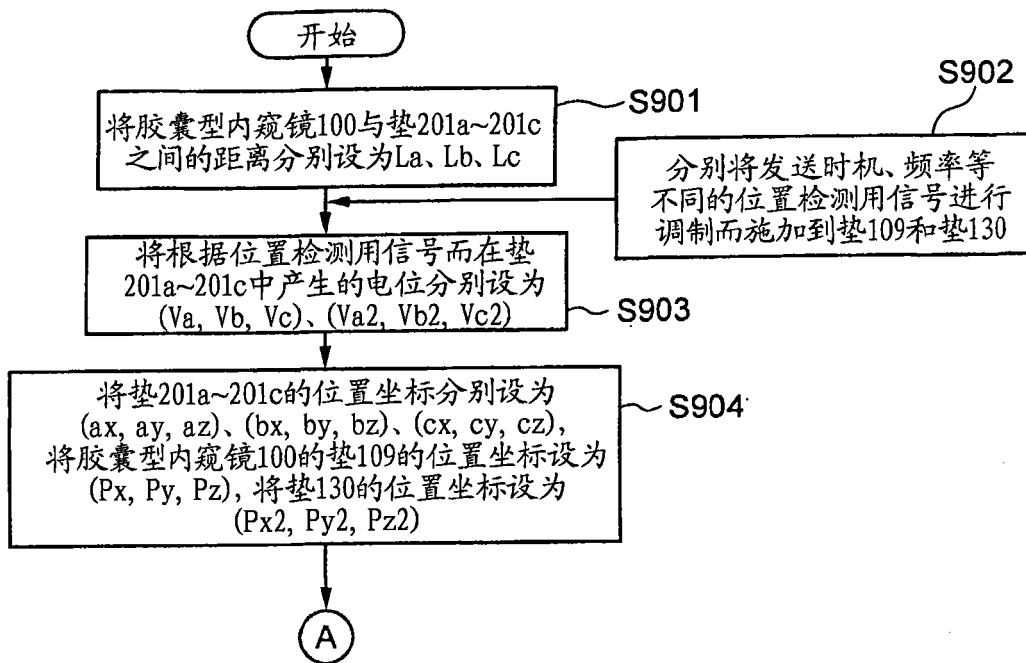 开始
S901
将胶囊型内窥镜100与垫201a~201c
之间的距离分别设为La、Lb、Lc
S902
分别将发送时机、频率等
不同的位置检测用信号进行
调制而施加到垫109和垫130
将根据位置检测用信号而在垫
201a~201c中产生的电位分别设为
(Va, Vb, Vc)、(Va2, Vb2, Vc2)
S903
将垫201a~201c的位置坐标分别设为
(ax, ay, az)、(bx, by, bz)、(cx, cy, cz),
将胶囊型内窥镜100的垫109的位置坐标设为
(Px, Py, Pz), 将垫130的位置坐标设为
(Px2, Py2, Pz2)
S904
A